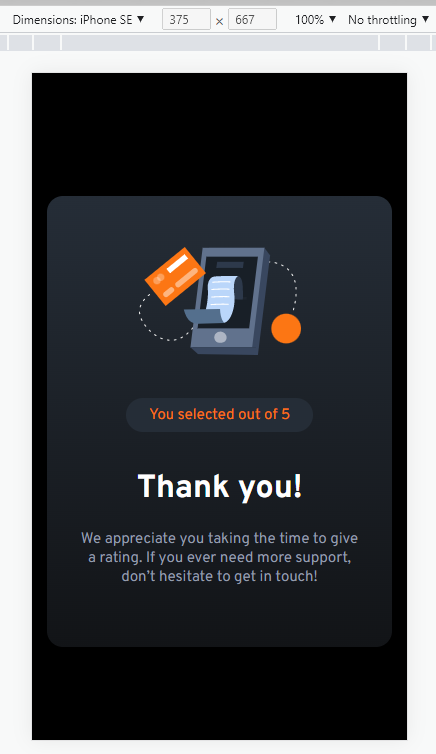 Dimensions: iPhone SE ▼ 375 × 667 100% ▼ No throttling ▼
You selected out of 5
Thank you!
We appreciate you taking the time to give
a rating. If you ever need more support,
don’t hesitate to get in touch!